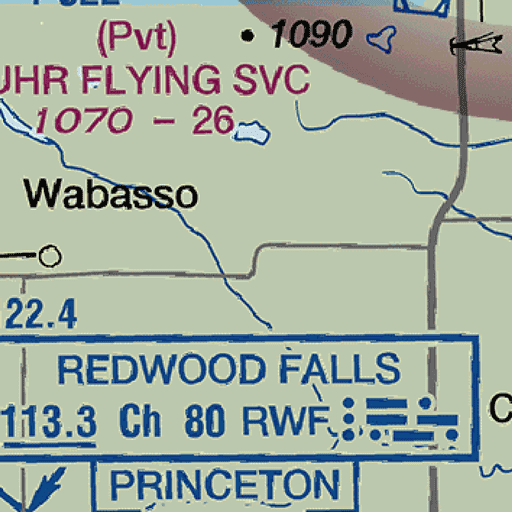 (Pvt) • 1090
UHR FLYING SVC
1070 – 26
Wabasso
22.4
REDWOOD FALLS
113.3 Ch 80 RWF
C
PRINCETON